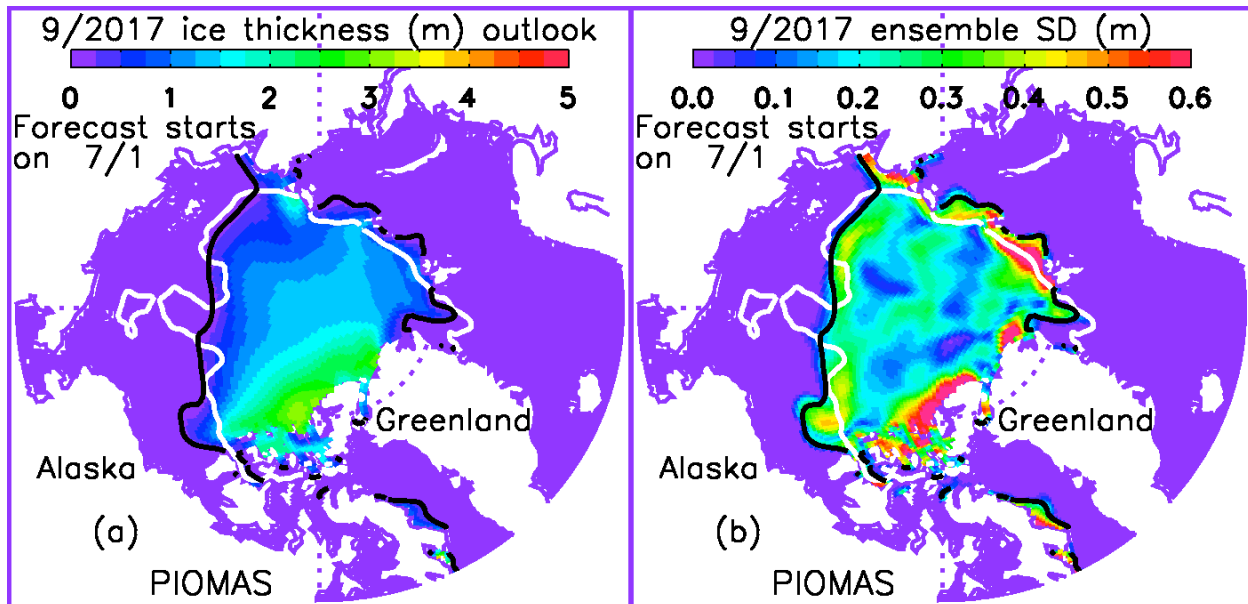 9/2017 ice thickness (m) outlook
0 1 2 3 4 5
Forecast starts
on 7/1
Greenland
Alaska
(a)
PIOMAS
9/2017 ensemble SD (m)
0.0 0.1 0.2 0.3 0.4 0.5 0.6
Forecast starts
on 7/1
Greenland
Alaska
(b)
PIOMAS